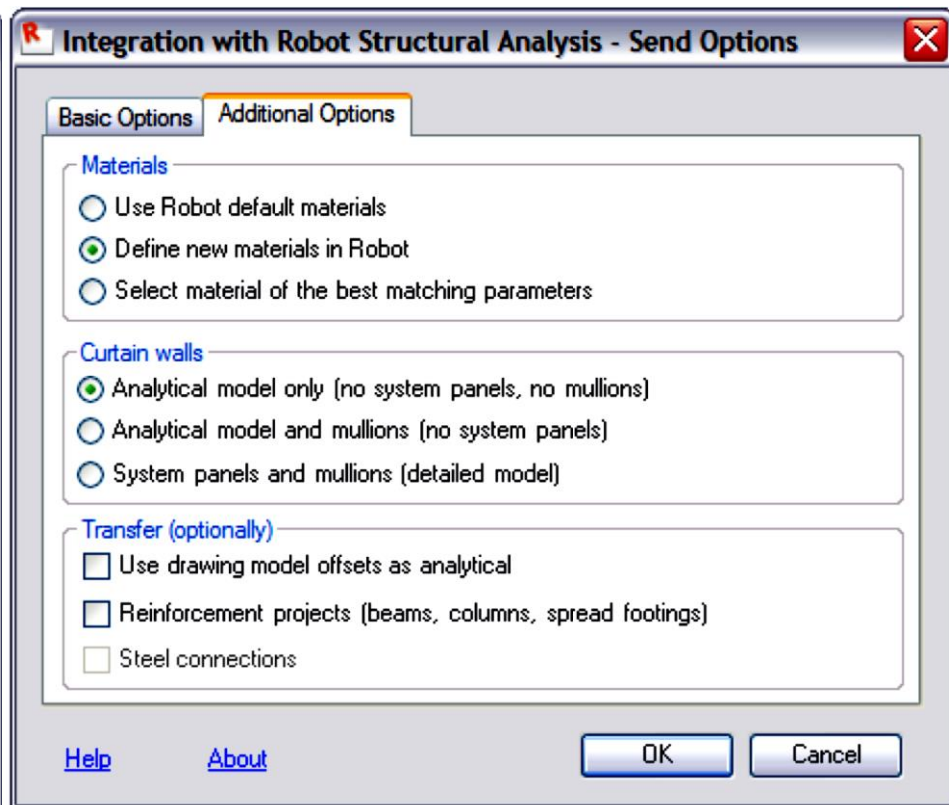 R
Integration with Robot Structural Analysis - Send Options
Basic Options
Additional Options
Materials
Use Robot default materials
Define new materials in Robot
Select material of the best matching parameters
Curtain walls
Analytical model only (no system panels, no mullions)
Analytical model and mullions (no system panels)
System panels and mullions (detailed model)
Transfer (optionally)
Use drawing model offsets as analytical
Reinforcement projects (beams, columns, spread footings)
Steel connections
Help
About
OK
Cancel